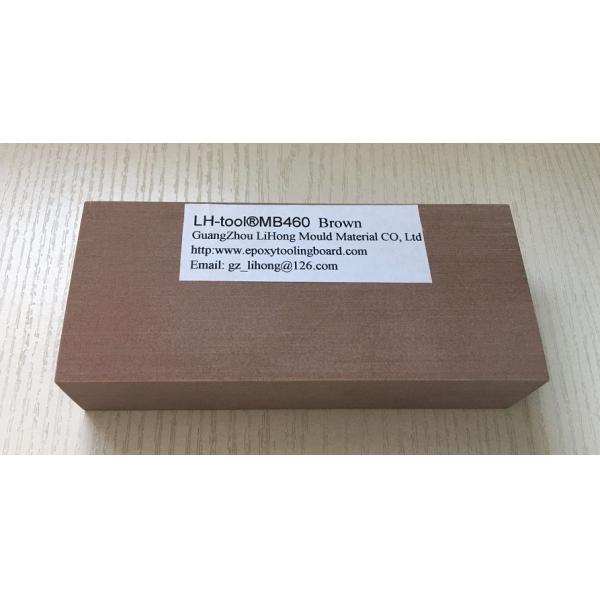 LH-tool®MB460 Brown
GuangZhou LiHong Mould Material CO, Ltd
http:www.epoxytoolingboard.com
Email: gz_lihong@126.com